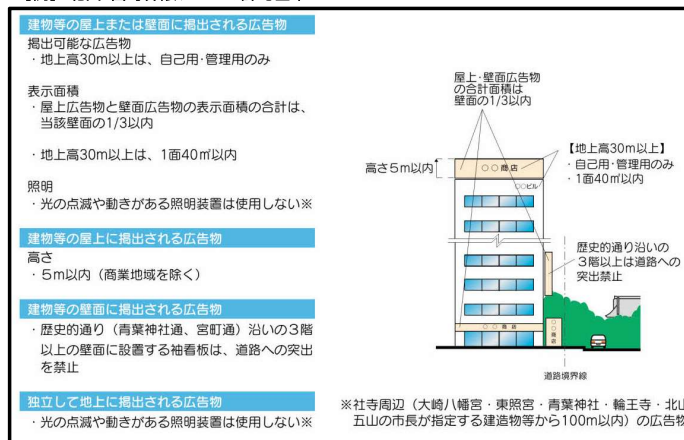 建物等の屋上または壁面に掲出される広告物
掲出可能な広告物
・地上高30m以上は、自己用・管理用のみ
表示面積
・屋上広告物と壁面広告物の表示面積の合計は、
当該壁面の1/3以内
・地上高30m以上は、1面40㎡以内
照明
・光の点滅や動きがある照明装置は使用しない※
建物等の屋上に掲出される広告物
高さ
・5m以内（商業地域を除く）
建物等の壁面に掲出される広告物
・歴史的通り（青葉神社通、宮町通）沿いの3階
以上の壁面に設置する袖看板は、道路への突出
を禁止
独立して地上に掲出される広告物
・光の点滅や動きがある照明装置は使用しない※
屋上・壁面広告物
の合計面積は
壁面の1/3以内
高さ5m以内
○○商店
○○ビル
【地上高30m以上】
・自己用・管理用のみ
・1面40㎡以内
歴史的通り沿いの
3階以上は道路への
突出禁止
○○商店
○○商店
道路境界線
※社寺周辺（大崎八幡宮・東照宮・青葉神社・輪王寺・北山
五山の市長が指定する建造物等から100m以内）の広告物